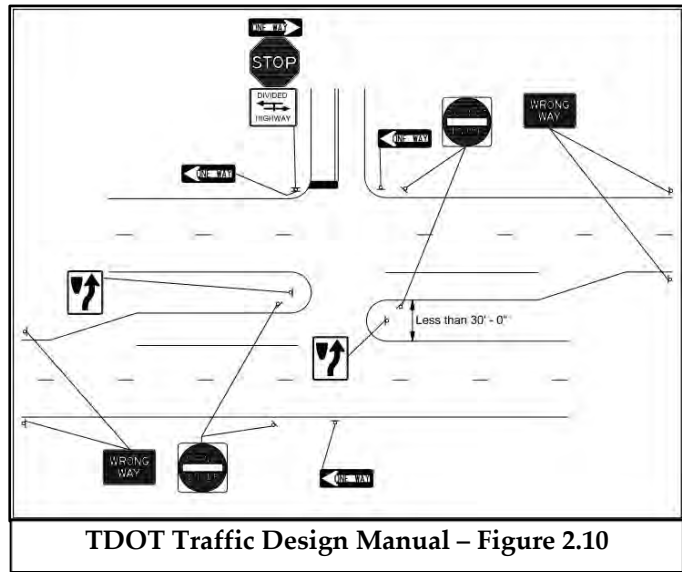 ONE WAY
STOP
DIVIDED
HIGHWAY
ONE WAY
ONE WAY
WRONG
WAY
Less than 30' - 0"
WRONG
WAY
ONE WAY
TDOT Traffic Design Manual – Figure 2.10